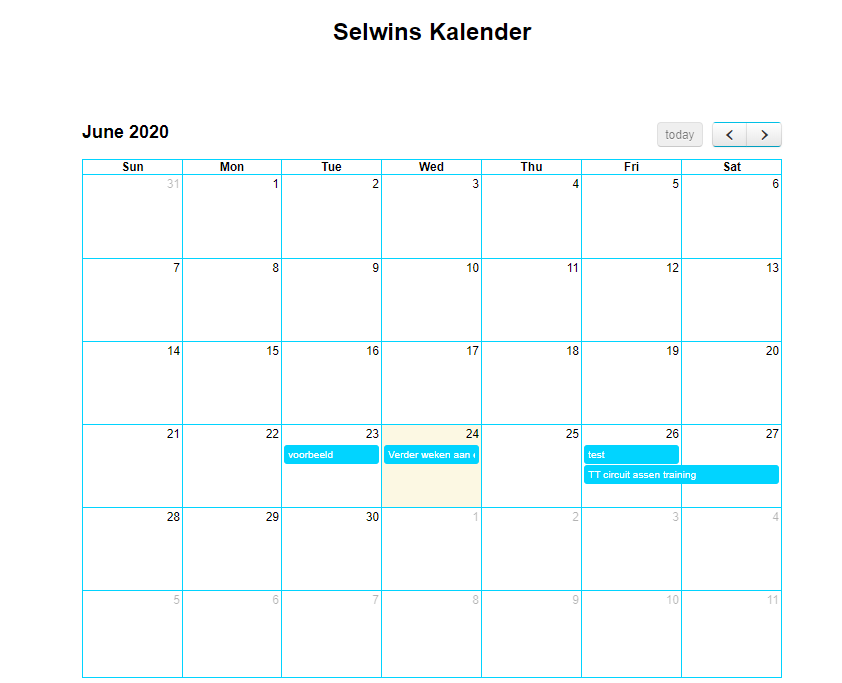 Selwins Kalender
June 2020 today
Sun Mon Tue Wed Thu Fri Sat
31 1 2 3 4 5 6
7 8 9 10 11 12 13
14 15 16 17 18 19 20
21 22 23 24 25 26 27
voorbeeld Verder weken aan test
TT circuit assen training
28 29 30 1 2 3 4
5 6 7 8 9 10 11